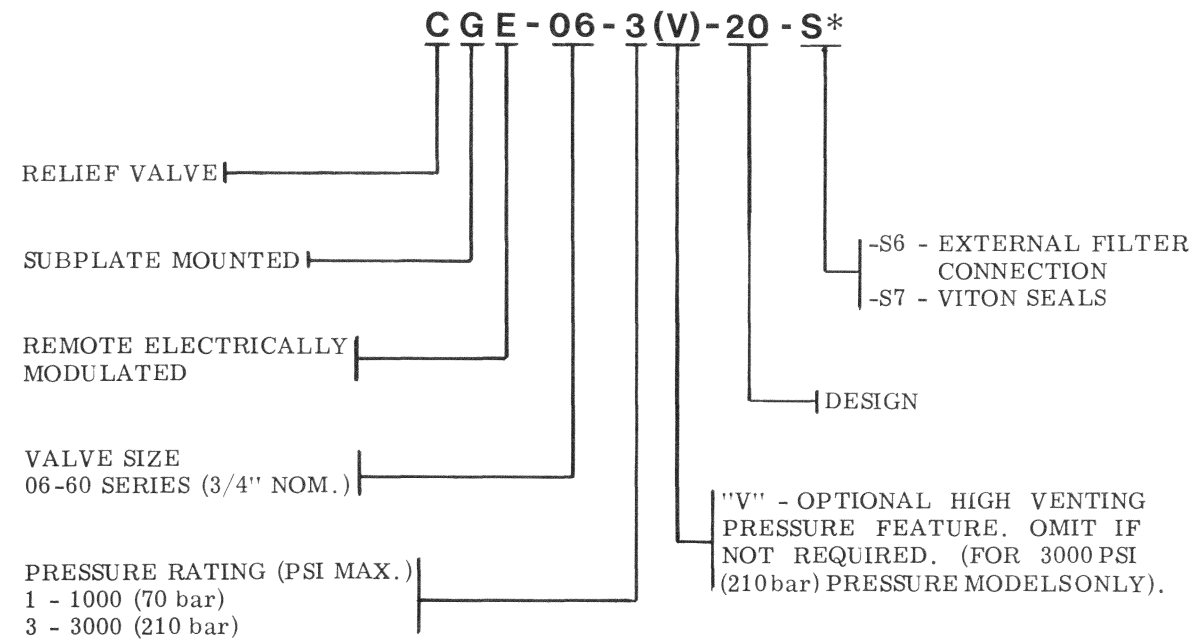 CGE-06-3(V)-20-S*
RELIEF VALVE
SUBPLATE MOUNTED
REMOTE ELECTRICALLY
MODULATED
VALVE SIZE
06-60 SERIES (3/4" NOM.)
PRESSURE RATING (PSI MAX.)
1 - 1000 (70 bar)
3 - 3000 (210 bar)
-S6 - EXTERNAL FILTER
CONNECTION
-S7 - VITON SEALS
DESIGN
"V" - OPTIONAL HIGH VENTING
PRESSURE FEATURE. OMIT IF
NOT REQUIRED. (FOR 3000 PSI
(210bar) PRESSURE MODELSONLY).